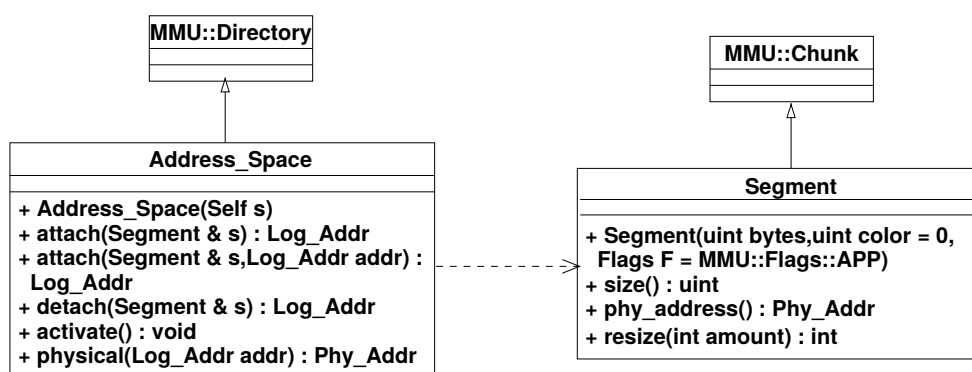 MMU::Directory
MMU::Chunk
Address_Space
+ Address_Space(Self s)
+ attach(Segment & s) : Log_Addr
+ attach(Segment & s,Log_Addr addr) :
Log_Addr
+ detach(Segment & s) : Log_Addr
+ activate() : void
+ physical(Log_Addr addr) : Phy_Addr
Segment
+ Segment(uint bytes,uint color = 0,
Flags F = MMU::Flags::APP)
+ size() : uint
+ phy_address() : Phy_Addr
+ resize(int amount) : int